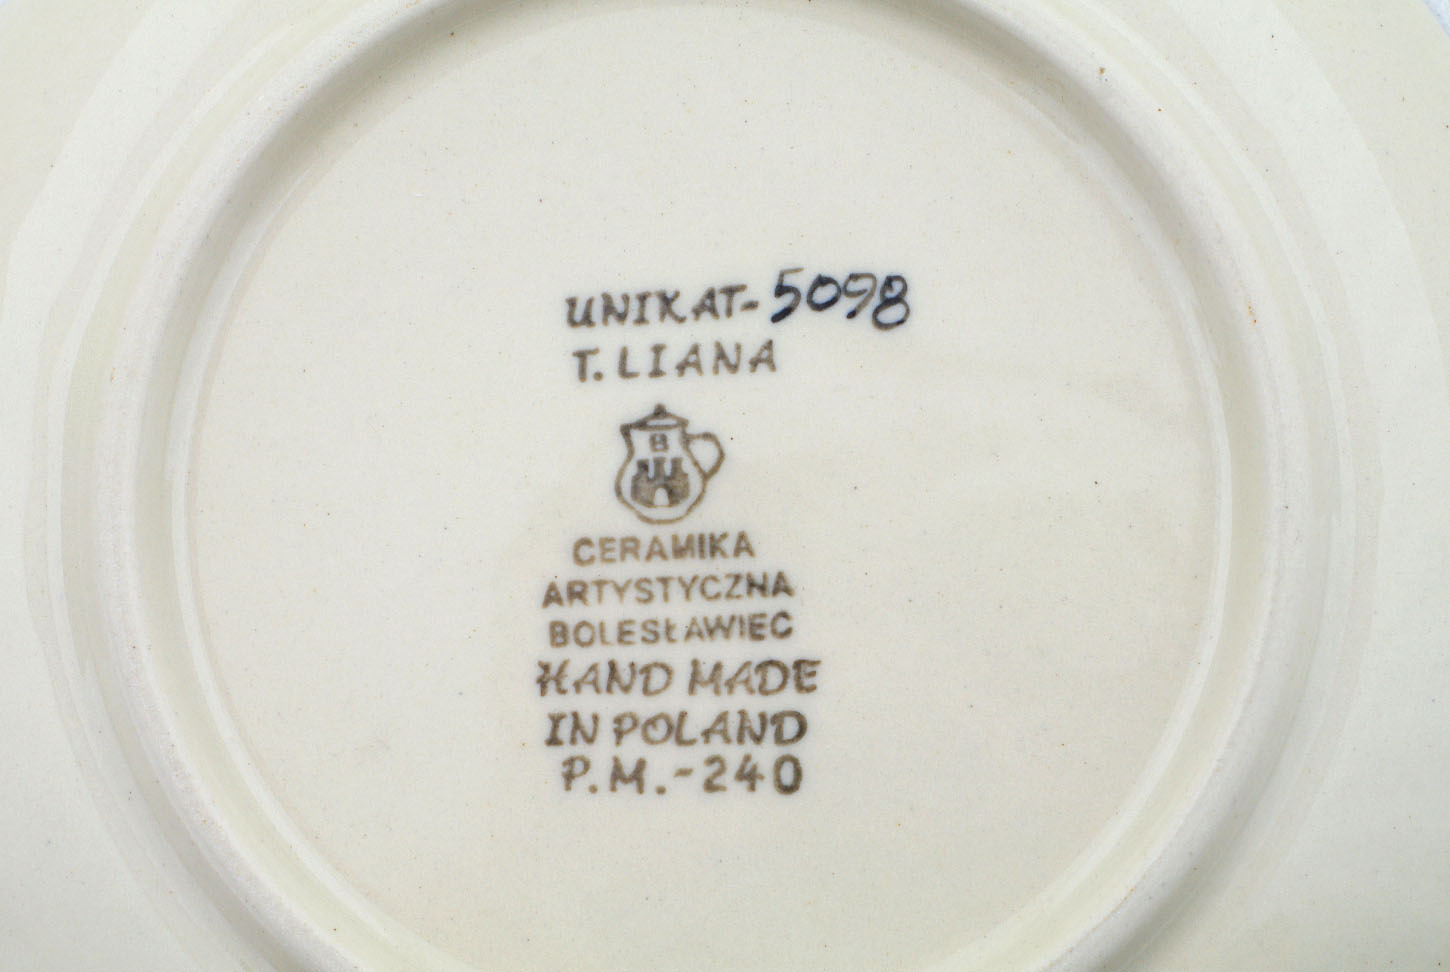 UNIKAT-5098
T. LIANA
B
CERAMIKA
ARTYSTYCZNA
BOLESŁAWIEC
HAND MADE
IN POLAND
P.M.-240